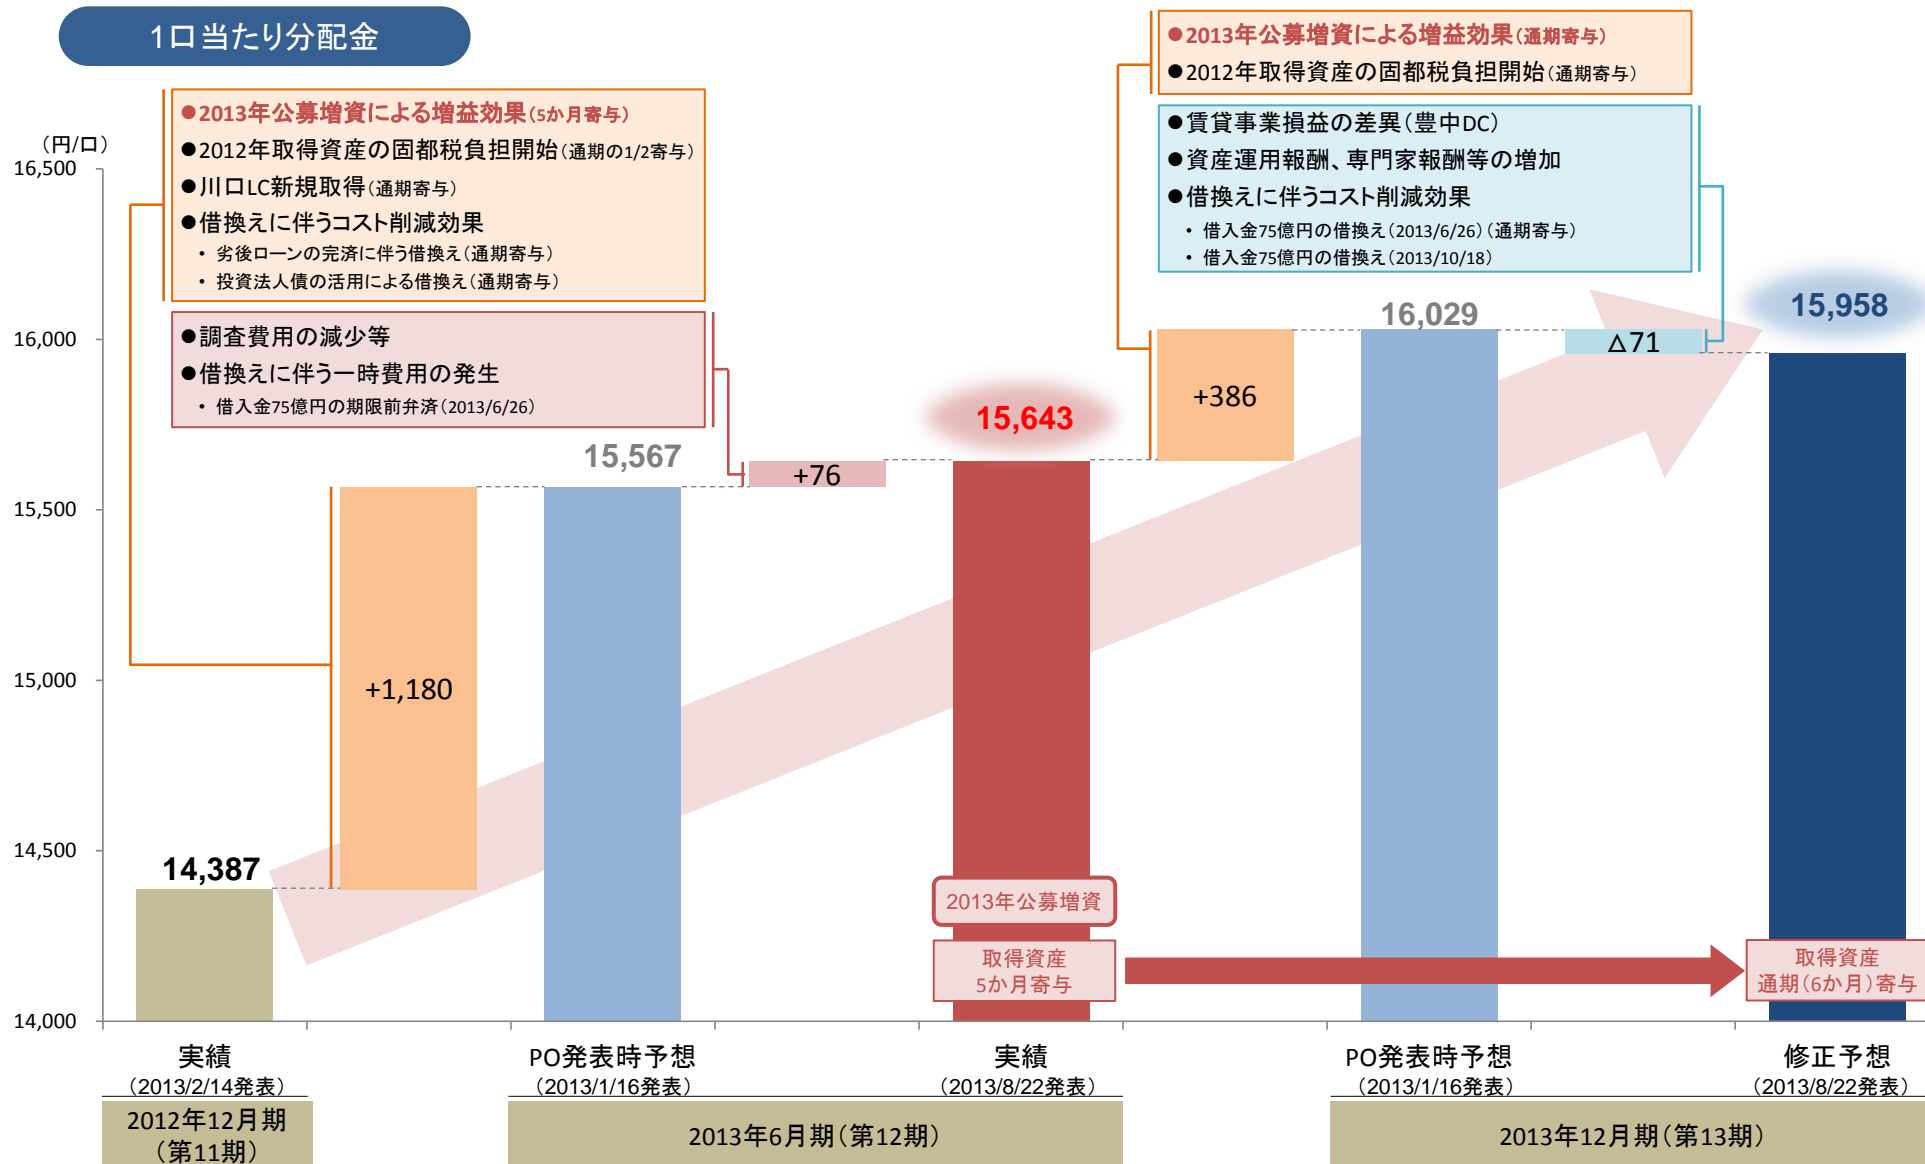 1口当たり分配金
●2013年公募増資による増益効果(5か月寄与)
●2012年取得資産の固都税負担開始(通期の1/2寄与)
●川口LC新規取得(通期寄与)
●借換えに伴うコスト削減効果
・ 劣後ローンの完済に伴う借換え(通期寄与)
・ 投資法人債の活用による借換え(通期寄与)
●調査費用の減少等
●借換えに伴う一時費用の発生
・ 借入金75億円の期限前弁済(2013/6/26)
●2013年公募増資による増益効果(通期寄与)
●2012年取得資産の固都税負担開始(通期寄与)
●賃貸事業損益の差異(豊中DC)
●資産運用報酬、専門家報酬等の増加
●借換えに伴うコスト削減効果
・ 借入金75億円の借換え(2013/6/26)(通期寄与)
・ 借入金75億円の借換え(2013/10/18)
(円/口)
16,500
16,000
15,500
15,000
14,500
14,000
14,387
+1,180
15,567
+76
15,643
+386
16,029
△71
15,958
2013年公募増資
取得資産
5か月寄与
取得資産
通期(6か月)寄与
実績
(2013/2/14発表)
PO発表時予想
(2013/1/16発表)
実績
(2013/8/22発表)
PO発表時予想
(2013/1/16発表)
修正予想
(2013/8/22発表)
2012年12月期
(第11期)
2013年6月期(第12期)
2013年12月期(第13期)